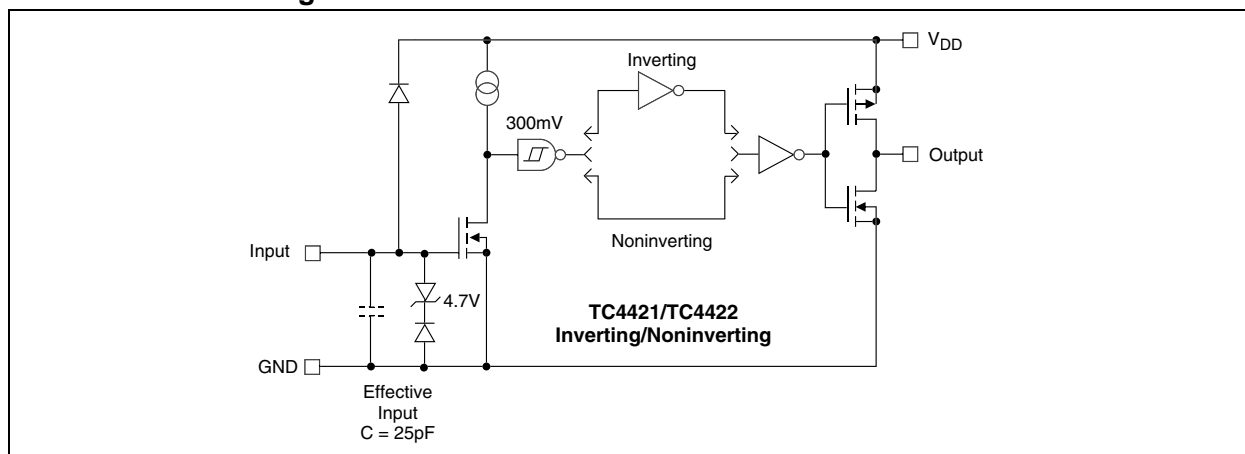 g
V_DD
Inverting
300mV
Output
Input
Noninverting
4.7V
TC4421/TC4422
Inverting/Noninverting
GND
Effective
Input
C = 25pF